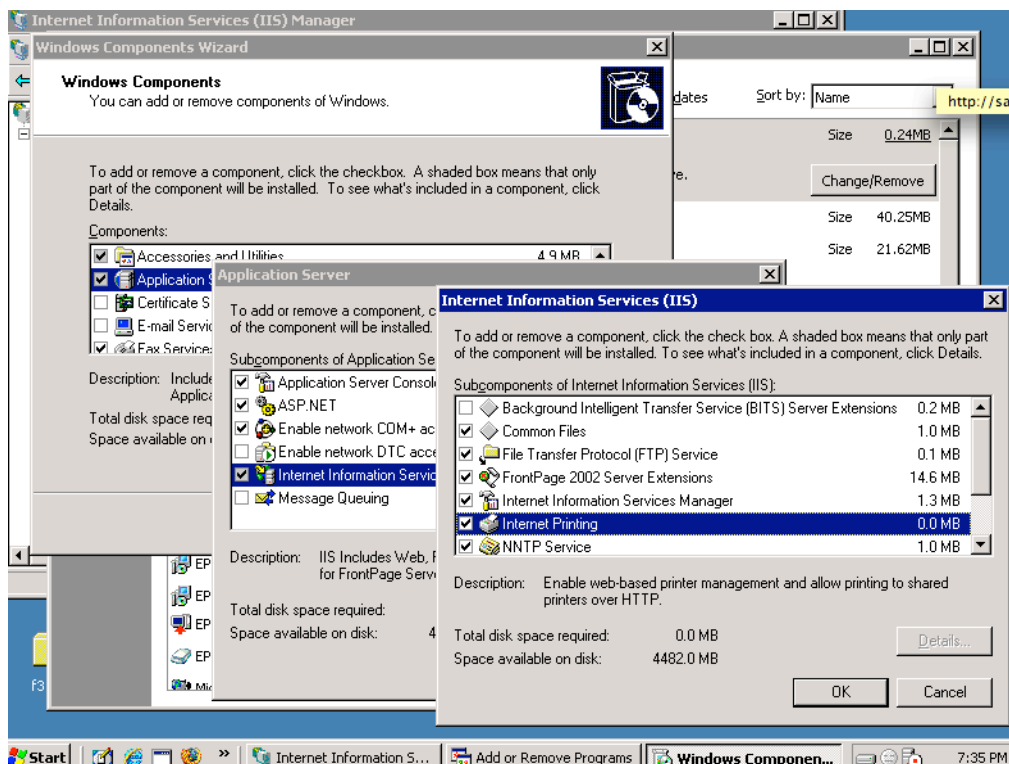 Internet Information Services (IIS) Manager
Windows Components Wizard
Windows Components
You can add or remove components of Windows.
dates
Sort by: Name
http://sa
Size 0.24MB
To add or remove a component, click the checkbox. A shaded box means that only
part of the component will be installed. To see what's included in a component, click
Details.
Change/Remove
Size 40.25MB
Size 21.62MB
Components:
Accessories and Utilities 4.9 MB
Application S
Certificate S
E-mail Servic
Fax Services
Description: Include
Applica
Total disk space req
Space available on
Application Server
To add or remove a component, c
of the component will be installed.
Subcomponents of Application Se
Application Server Consol
ASP.NET
Enable network COM+ ac
Enable network DTC acce
Internet Information Servic
Message Queuing
Description: IIS Includes Web, F
for FrontPage Serv
Total disk space required:
Space available on disk: 4
Internet Information Services (IIS)
To add or remove a component, click the check box. A shaded box means that only part
of the component will be installed. To see what's included in a component, click Details.
Subcomponents of Internet Information Services (IIS):
Background Intelligent Transfer Service (BITS) Server Extensions 0.2 MB
Common Files 1.0 MB
File Transfer Protocol (FTP) Service 0.1 MB
FrontPage 2002 Server Extensions 14.6 MB
Internet Information Services Manager 1.3 MB
Internet Printing 0.0 MB
NNTP Service 1.0 MB
Description: Enable web-based printer management and allow printing to shared
printers over HTTP.
Total disk space required: 0.0 MB
Space available on disk: 4482.0 MB
Details...
OK Cancel
EP
EP
EP
EP
f3
Start » Internet Information S... Add or Remove Programs Windows Componen... 7:35 PM